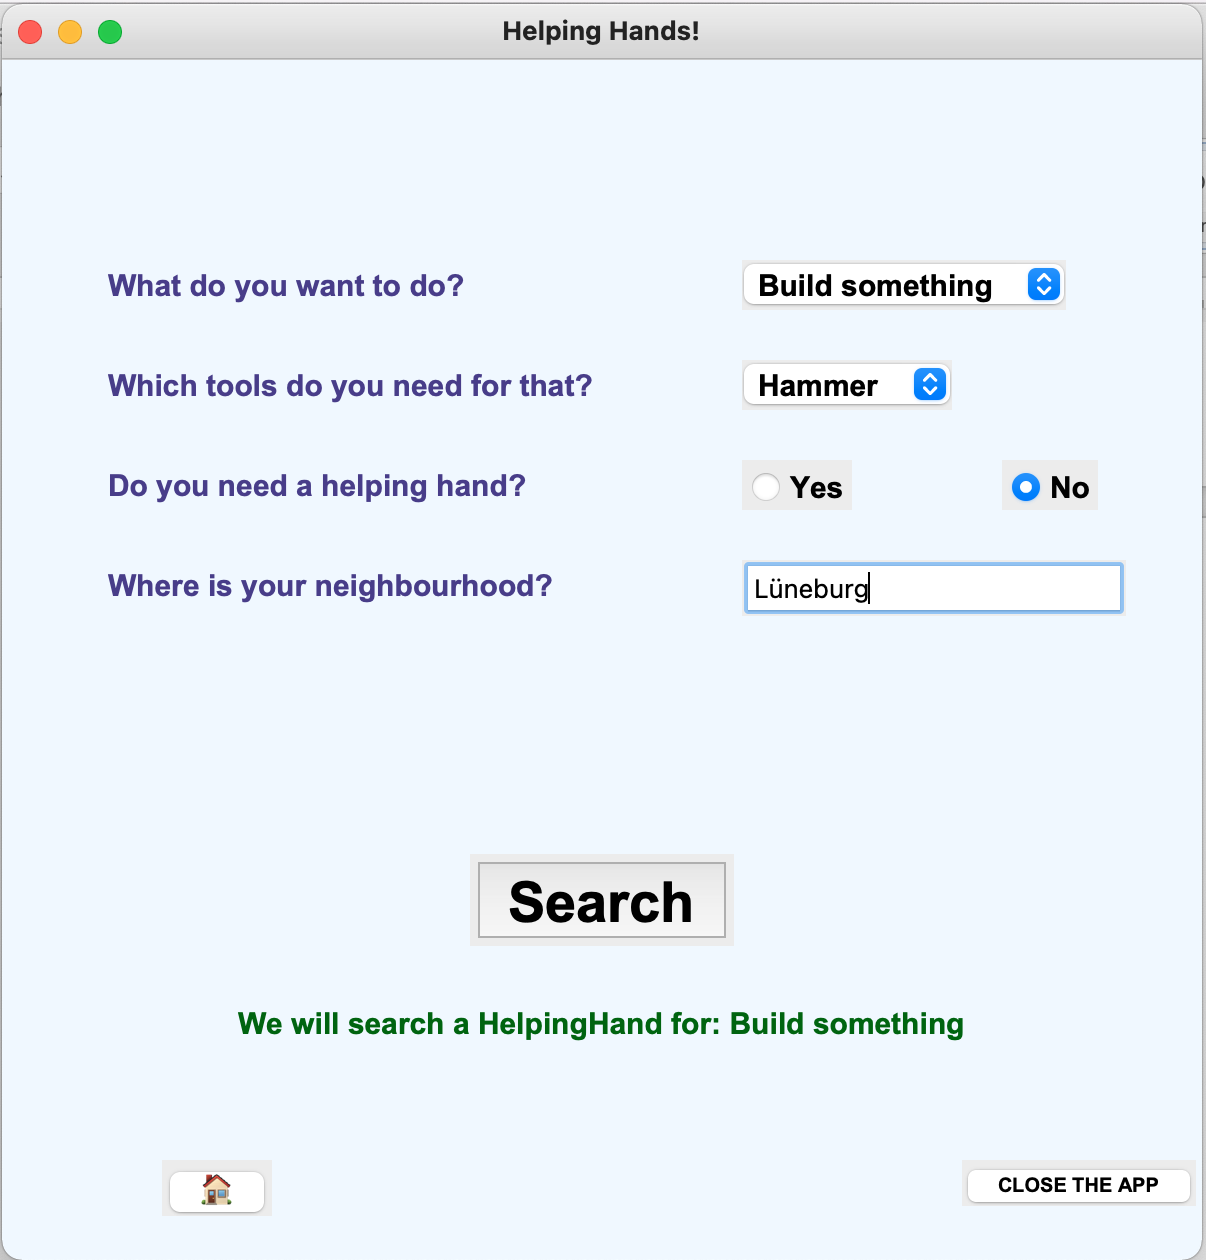 Helping Hands!
What do you want to do? Build something
Which tools do you need for that? Hammer
Do you need a helping hand? Yes No
Where is your neighbourhood? Lüneburg
Search
We will search a HelpingHand for: Build something
CLOSE THE APP